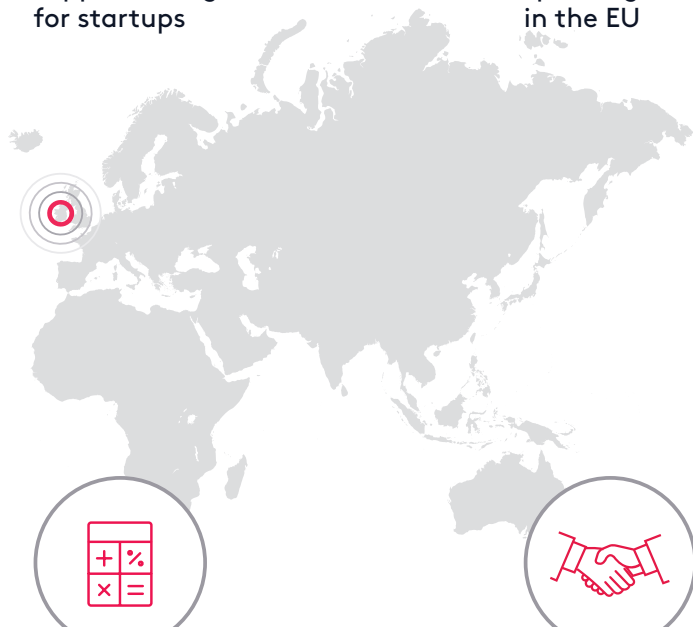 for startups
in the EU
+ %
× =